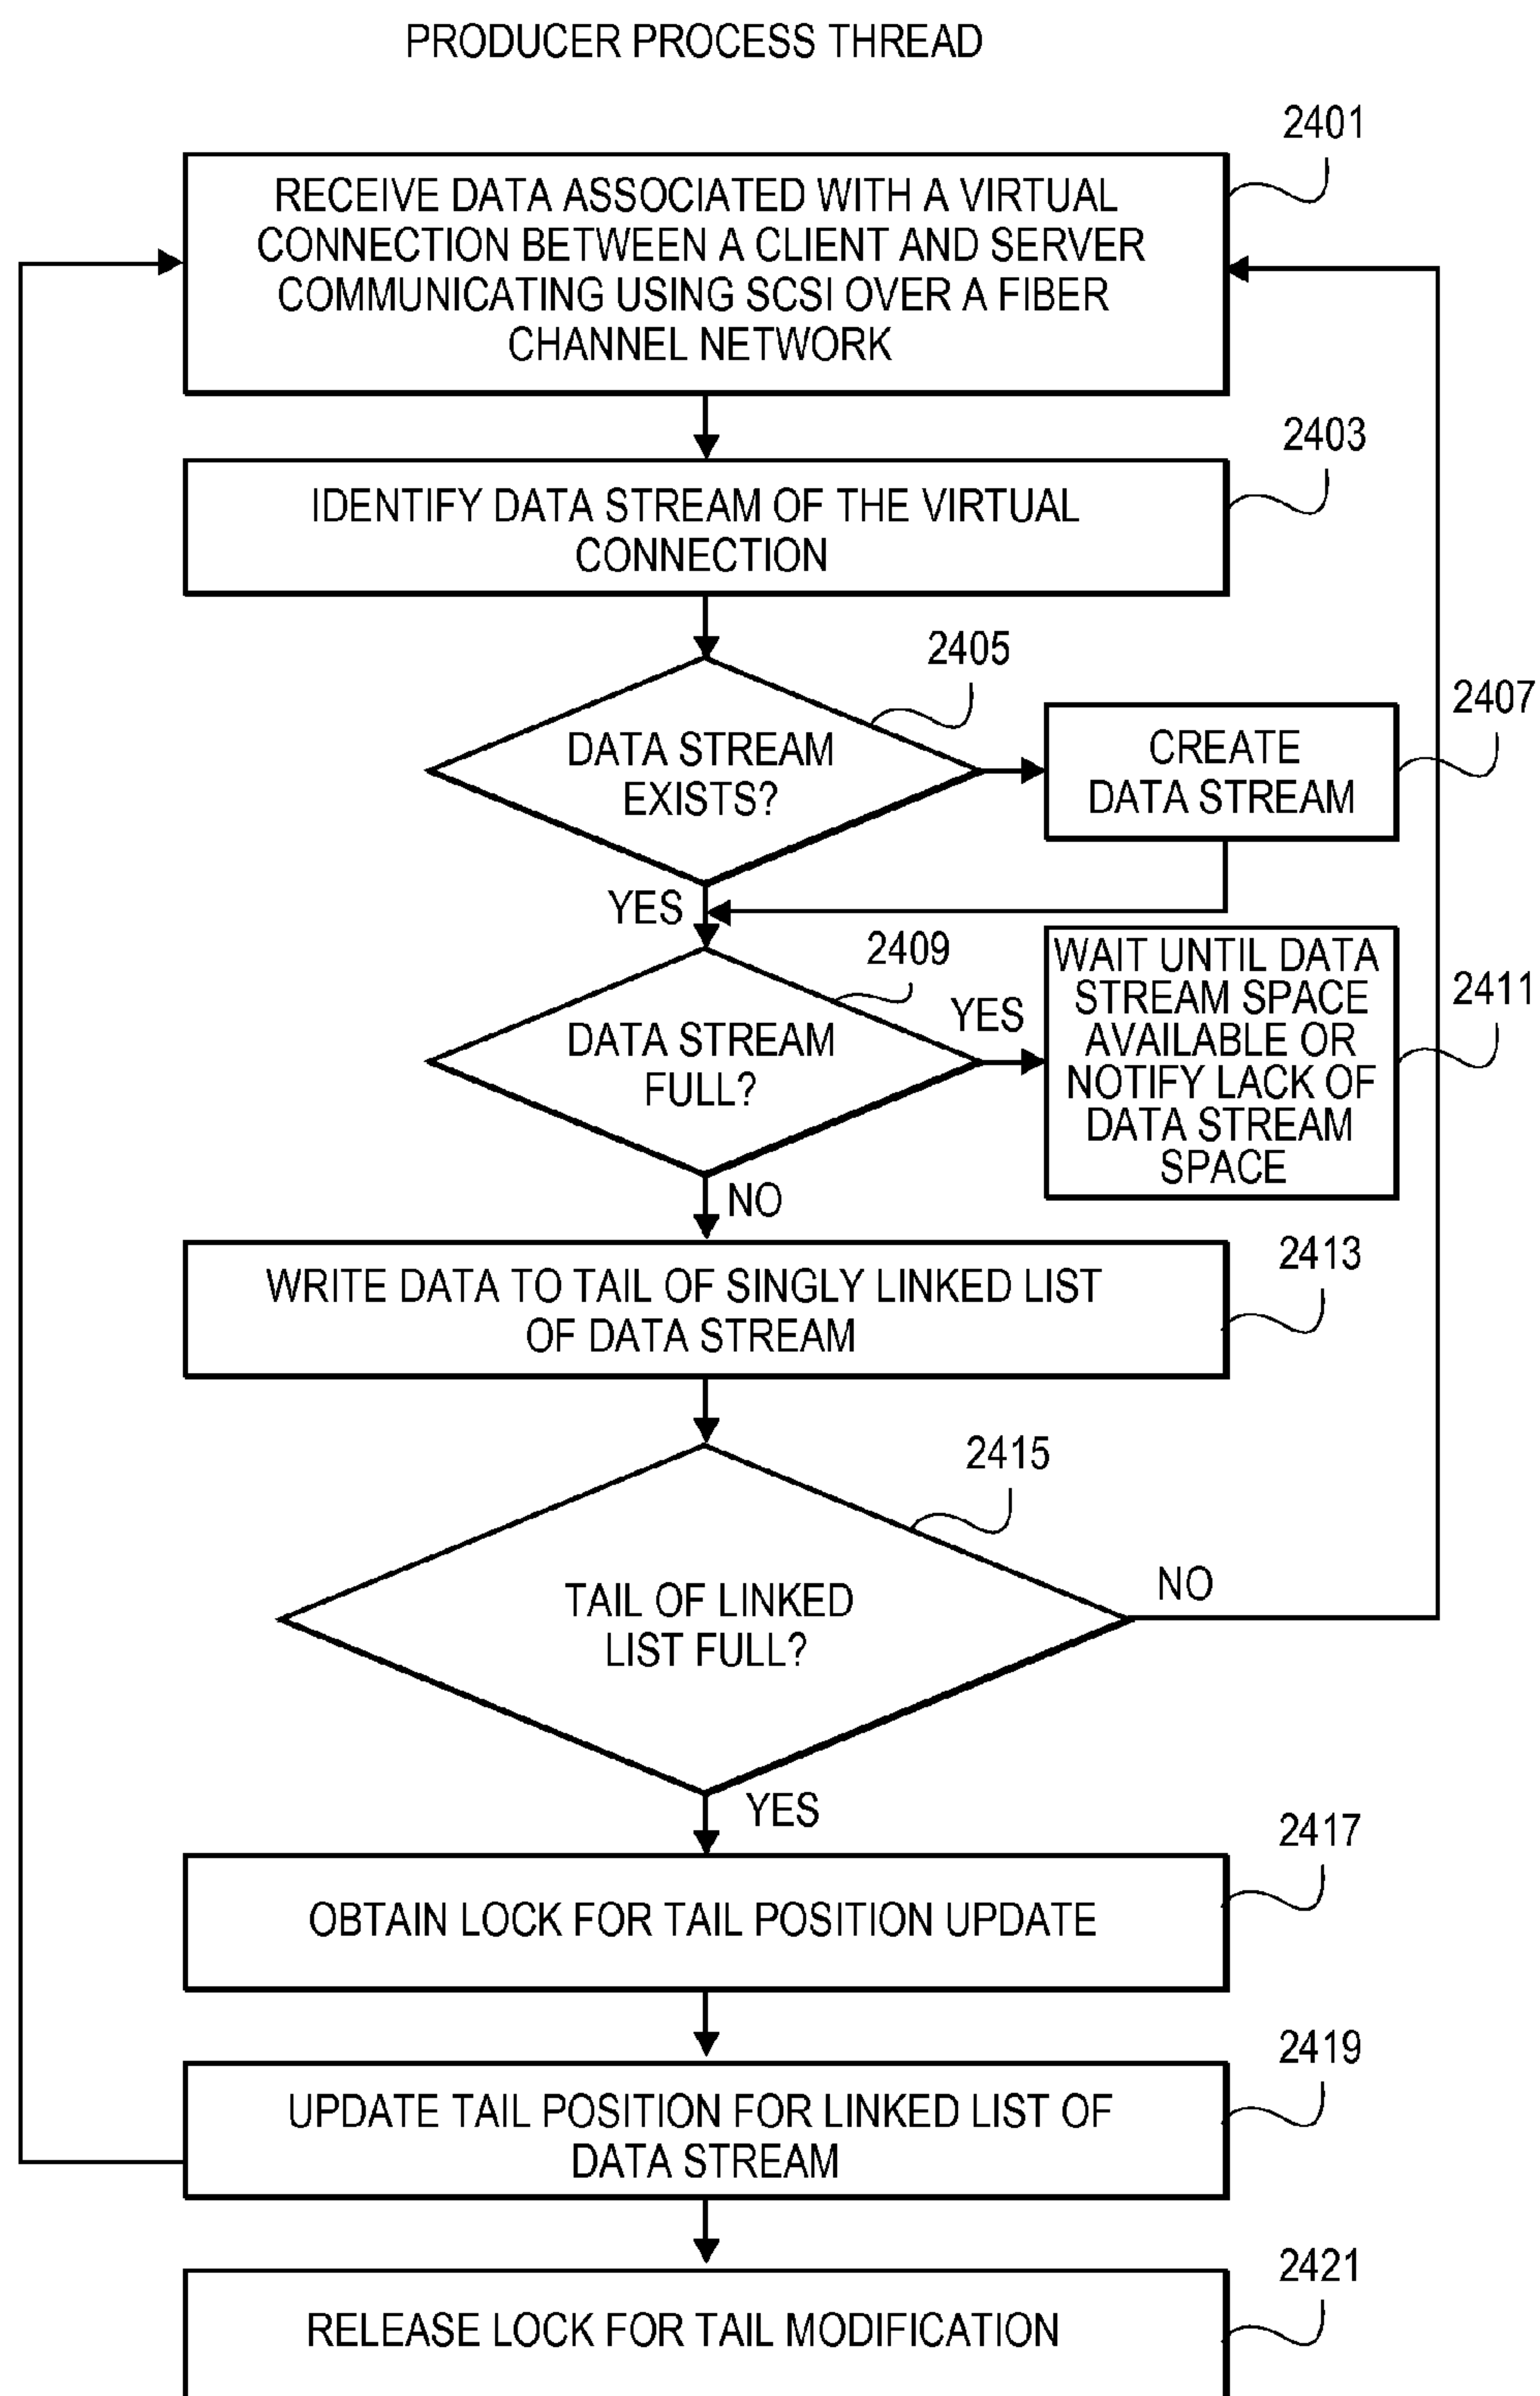 PRODUCER PROCESS THREAD
2401
RECEIVE DATA ASSOCIATED WITH A VIRTUAL
CONNECTION BETWEEN A CLIENT AND SERVER
COMMUNICATING USING SCSI OVER A FIBER
CHANNEL NETWORK
2403
IDENTIFY DATA STREAM OF THE VIRTUAL
CONNECTION
2405
DATA STREAM
EXISTS?
2407
CREATE
DATA STREAM
YES
2409
DATA STREAM
FULL?
YES
2411
WAIT UNTIL DATA
STREAM SPACE
AVAILABLE OR
NOTIFY LACK OF
DATA STREAM
SPACE
NO
2413
WRITE DATA TO TAIL OF SINGLY LINKED LIST
OF DATA STREAM
2415
TAIL OF LINKED
LIST FULL?
NO
YES
2417
OBTAIN LOCK FOR TAIL POSITION UPDATE
2419
UPDATE TAIL POSITION FOR LINKED LIST OF
DATA STREAM
2421
RELEASE LOCK FOR TAIL MODIFICATION